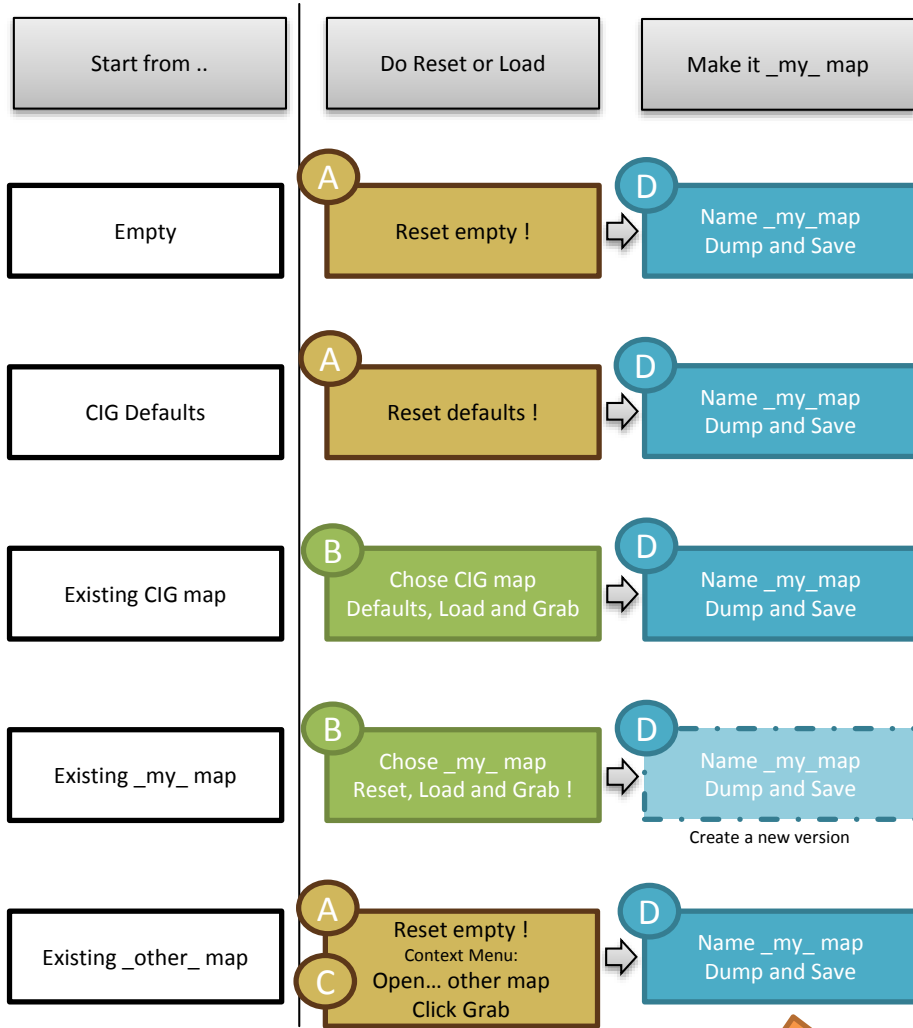 Start from ..
Do Reset or Load
Make it _my_ map
Empty
A
Reset empty !
D
Name _my_map
Dump and Save
CIG Defaults
A
Reset defaults !
D
Name _my_map
Dump and Save
Existing CIG map
B
Chose CIG map
Defaults, Load and Grab
D
Name _my_map
Dump and Save
Existing _my_ map
B
Chose _my_ map
Reset, Load and Grab !
D
Name _my_map
Dump and Save
Create a new version
Existing _other_ map
A
C
Reset empty !
Context Menu:
Open... other map
Click Grab
D
Name _my_ map
Dump and Save